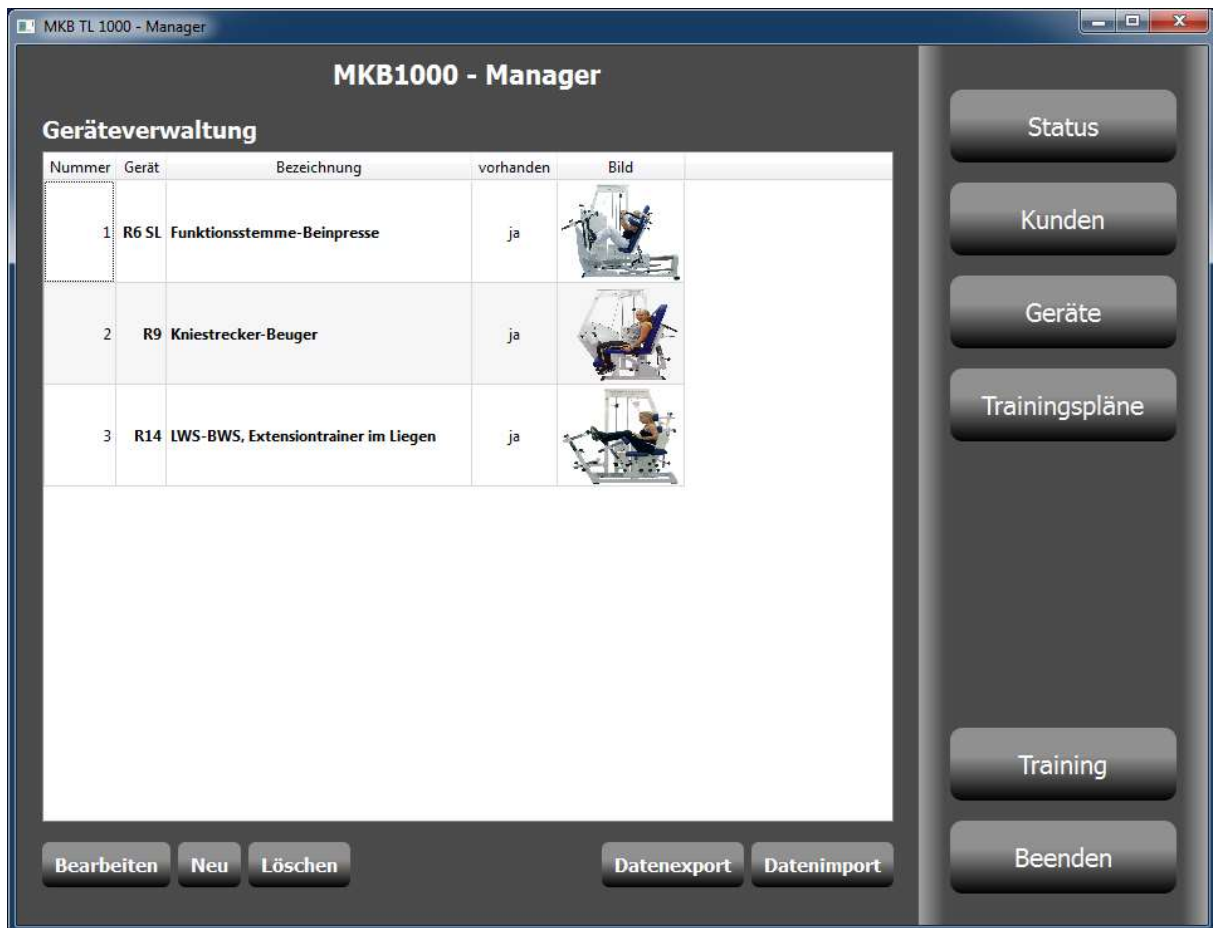 MKB TL 1000 - Manager
MKB1000 - Manager
Geräteverwaltung
Nummer Gerät Bezeichnung vorhanden Bild
1 R6 SL Funktionsstemme-Beinpresse ja
2 R9 Kniestrecker-Beuger ja
3 R14 LWS-BWS, Extensiontrainer im Liegen ja
Bearbeiten Neu Löschen Datenexport Datenimport
Status
Kunden
Geräte
Trainingspläne
Training
Beenden